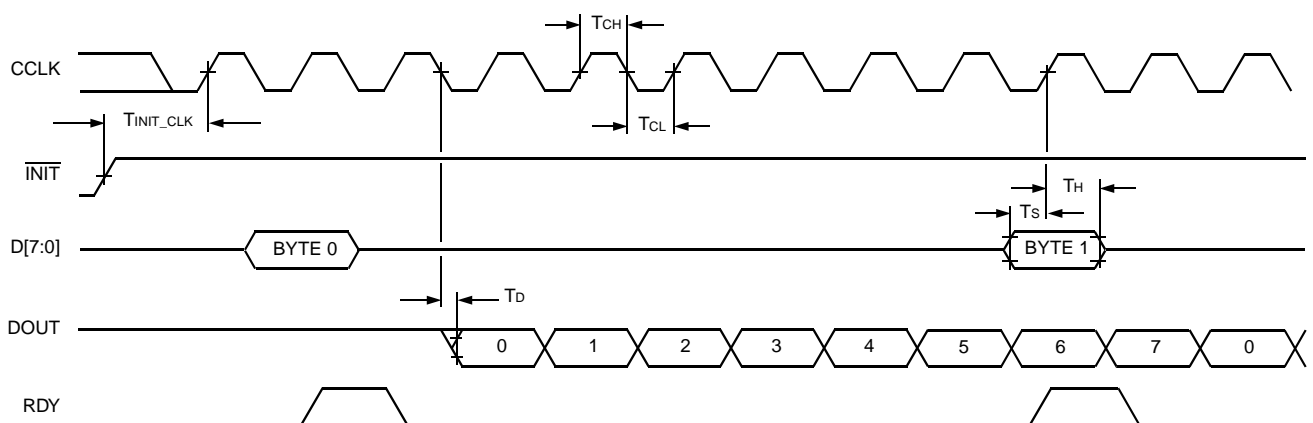 TCH
CCLK
TINIT_CLK
TCL
INIT
TH
TS
D[7:0]
BYTE 0
BYTE 1
TD
DOUT
0 1 2 3 4 5 6 7 0
RDY